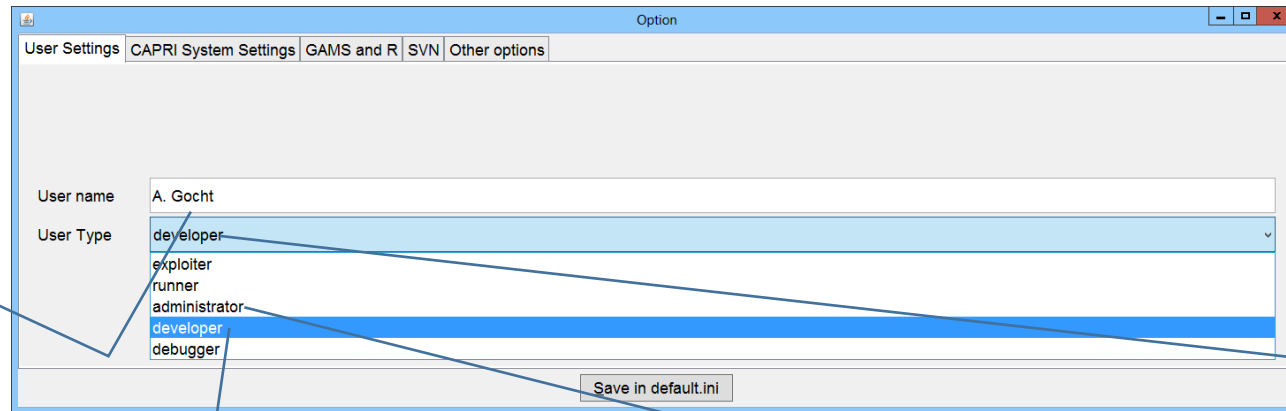 Option
User Settings CAPRI System Settings GAMS and R SVN Other options
User name A. Gocht
User Type developer
exploiter
runner
administrator
developer
debugger
Save in default.ini